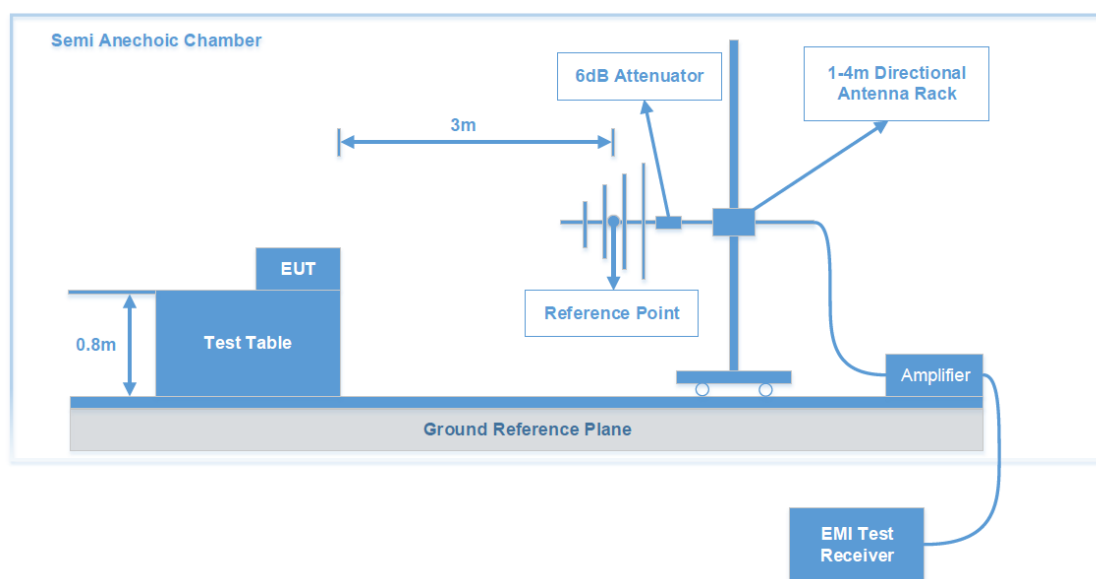 Semi Anechoic Chamber
6dB Attenuator
1-4m Directional
Antenna Rack
3m
EUT
Reference Point
0.8m
Test Table
Amplifier
Ground Reference Plane
EMI Test
Receiver